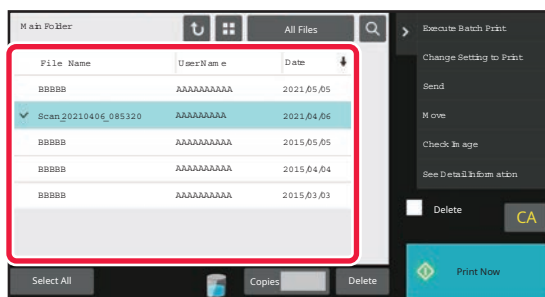 Main Folder
All Files
File Name UserName Date
BBBBB AAAAAAAAAA 2021/05/05
Scan_20210406_085320 AAAAAAAAA 2021/04/06
BBBBB AAAAAAAAAA 2015/05/05
BBBBB AAAAAAAAAA 2015/04/04
BBBBB AAAAAAAAAA 2015/03/03
Select All
Copies
Delete
Execute Batch Print
Change Setting to Print
Send
Move
Check Image
See Detail Information
Delete
CA
Print Now